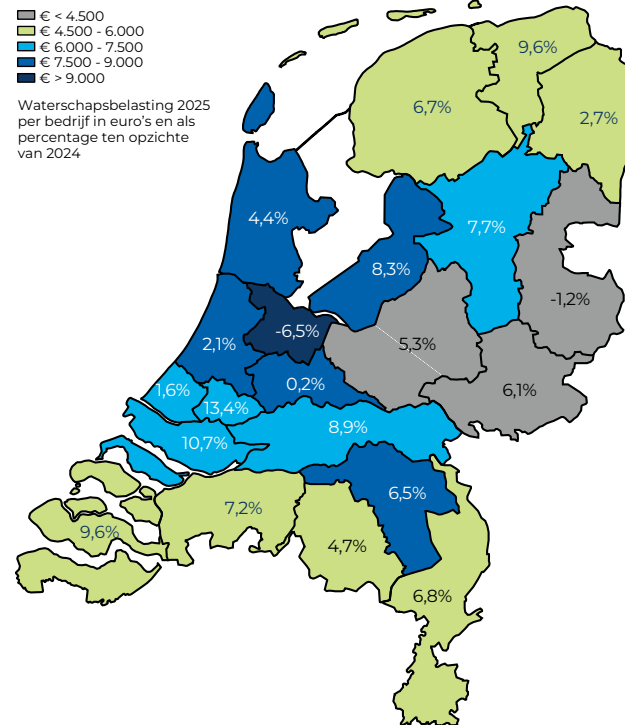 € < 4.500
€ 4.500 - 6.000
€ 6.000 - 7.500
€ 7.500 - 9.000
€ > 9.000
Waterschapsbelasting 2025
per bedrijf in euro's en als
percentage ten opzichte
van 2024
9,6%
6,7%
2,7%
4,4%
7,7%
8,3%
-1,2%
-6,5%
2,1%
5,3%
6,1%
1,6%
0,2%
13,4%
8,9%
10,7%
6,5%
7,2%
9,6%
4,7%
6,8%